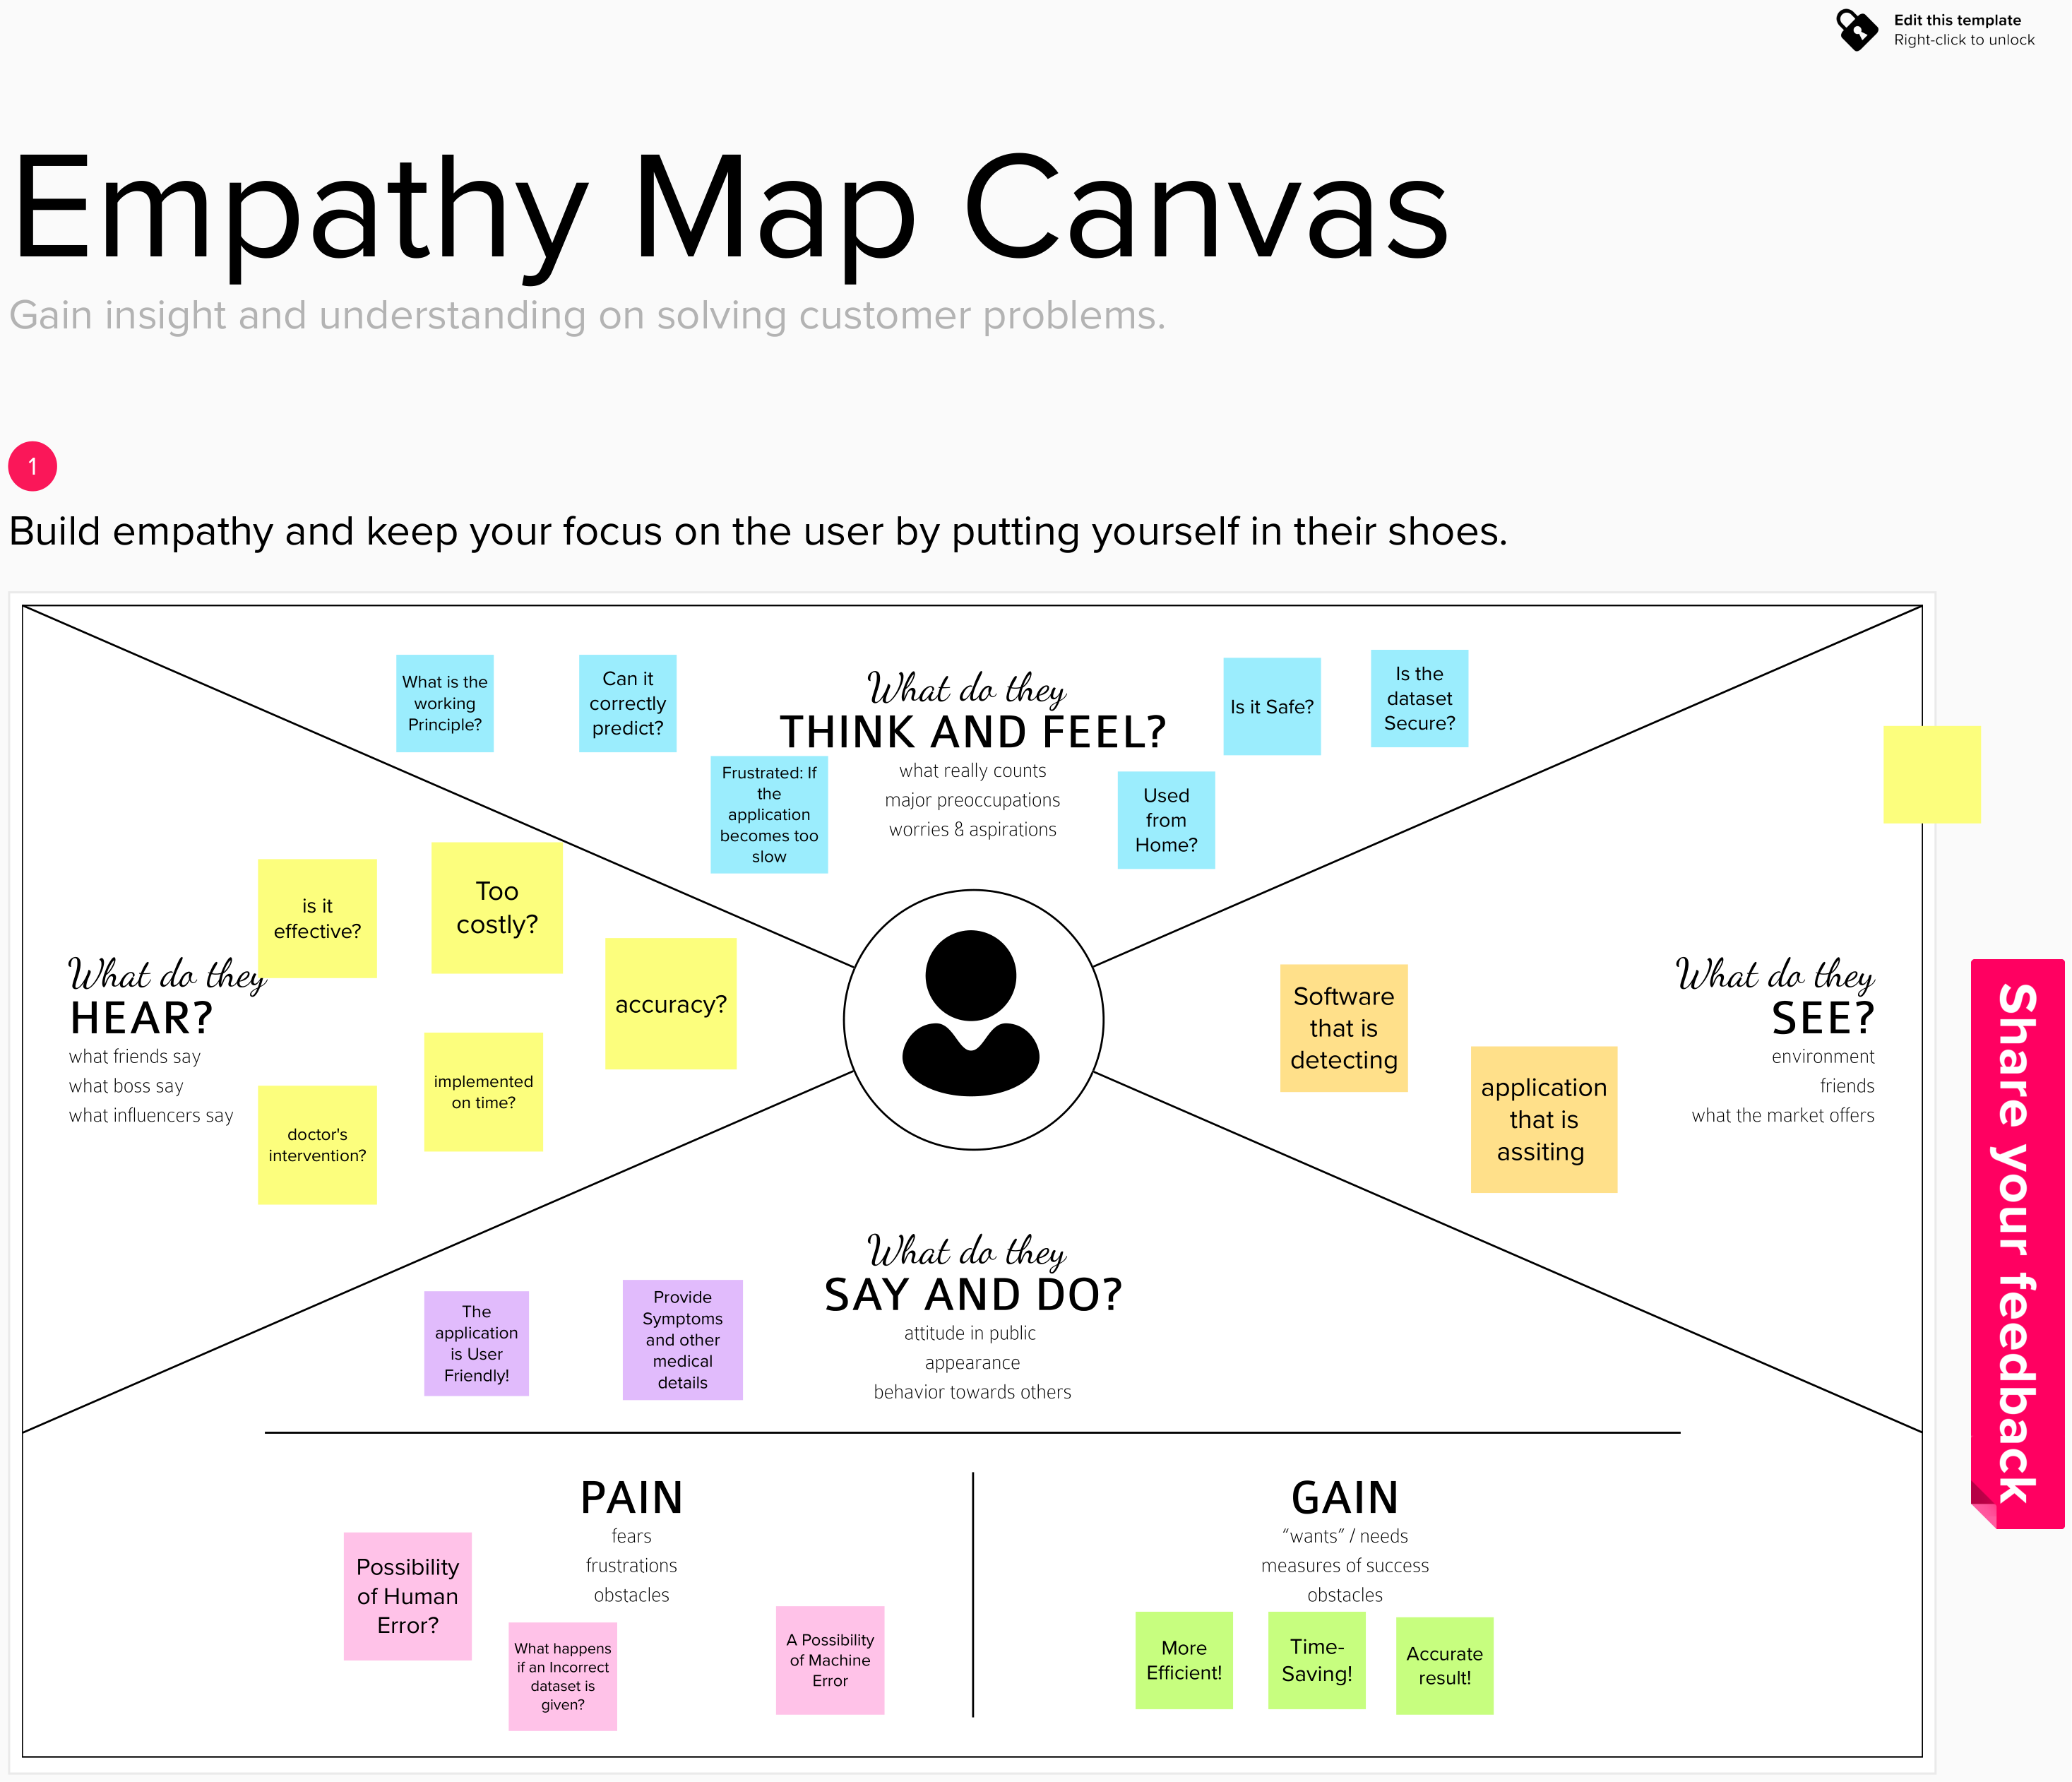 Edit this template
Right-click to unlock
Empathy Map Canvas
Gain insight and understanding on solving customer problems.
1
Build empathy and keep your focus on the user by putting yourself in their shoes.
What is the
working
Principle?
Can it
correctly
predict?
Frustrated: If
the
application
becomes too
slow
What do they
THINK AND FEEL?
what really counts
major preoccupations
worries & aspirations
Is it Safe?
Is the
dataset
Secure?
Used
from
Home?
What do they
HEAR?
what friends say
what boss say
what influencers say
is it
effective?
Too
costly?
accuracy?
implemented
on time?
doctor's
intervention?
Software
that is
detecting
application
that is
assiting
What do they
SEE?
environment
friends
what the market offers
What do they
SAY AND DO?
attitude in public
appearance
behavior towards others
The
application
is User
Friendly!
Provide
Symptoms
and other
medical
details
PAIN
fears
frustrations
obstacles
Possibility
of Human
Error?
What happens
if an Incorrect
dataset is
given?
A Possibility
of Machine
Error
GAIN
“wants” / needs
measures of success
obstacles
More
Efficient!
Time-
Saving!
Accurate
result!
Share your feedback